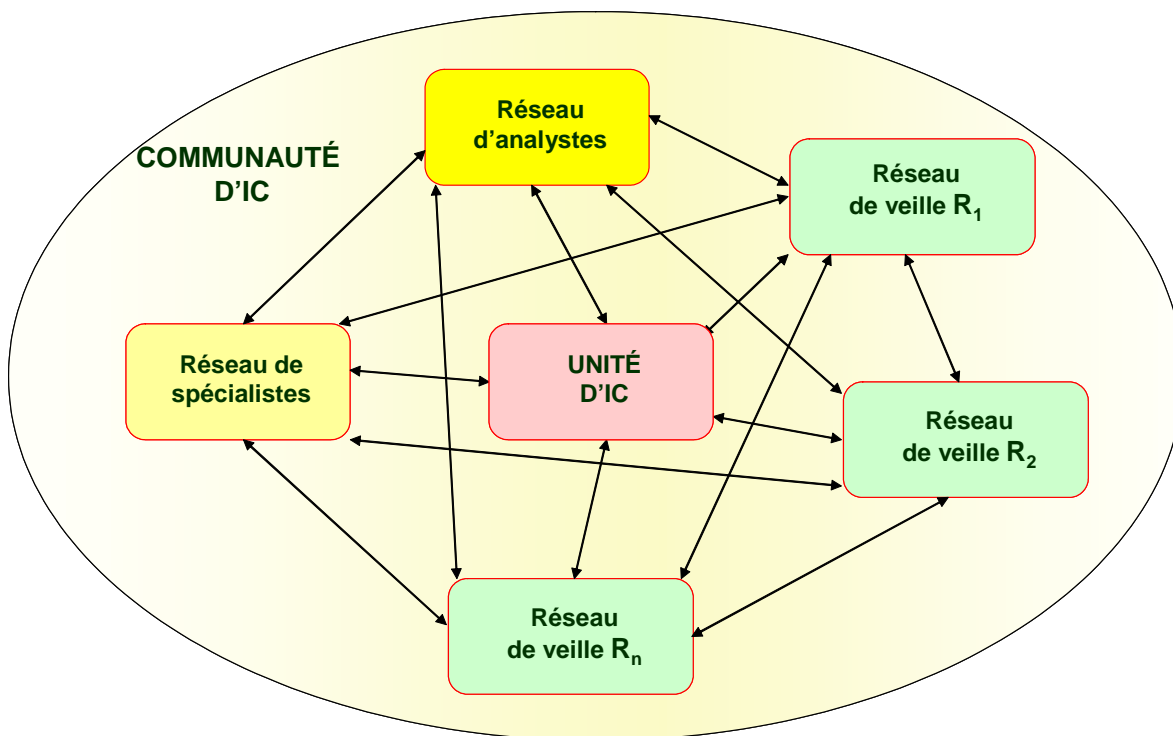 Réseau
d’analystes
COMMUNAUTÉ
D’IC
Réseau
de veille R1
Réseau de
spécialistes
UNITÉ
D’IC
Réseau
de veille R2
Réseau
de veille Rn